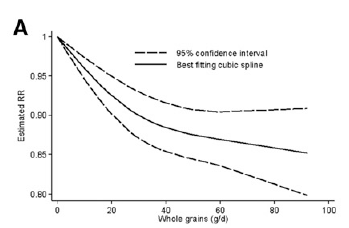 A
1
95% confidence interval
Best fitting cubic spline
0.95
0.90
0.85
0.80
Estimated RR
0
20
40
60
80
100
Whole grains (g/d)